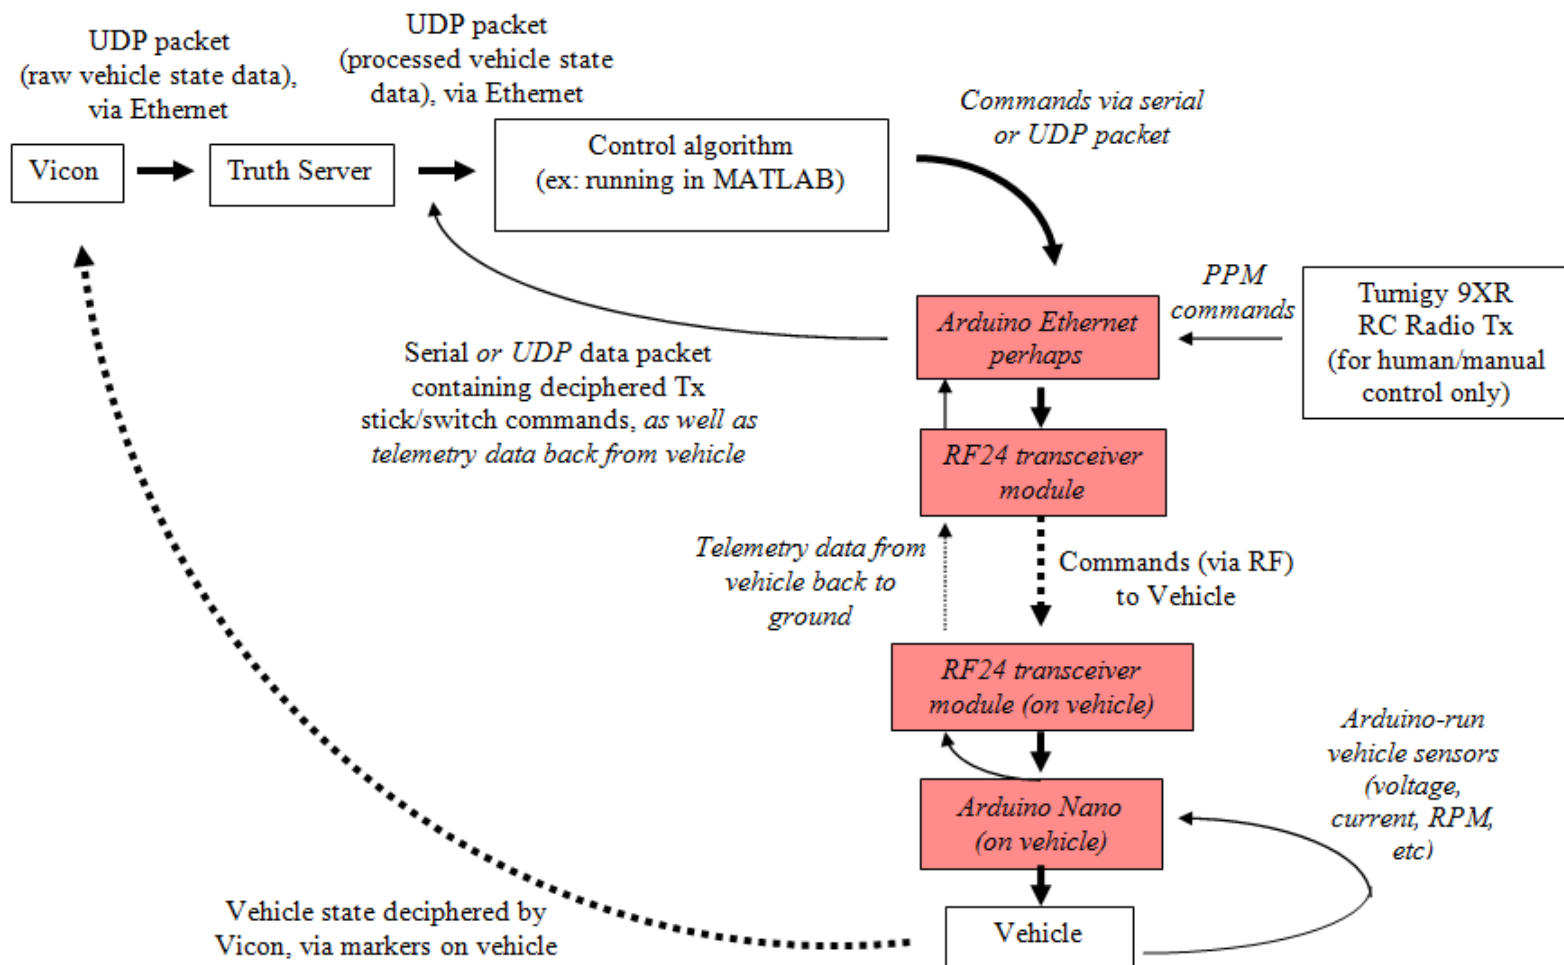 UDP packet
(raw vehicle state data),
via Ethernet
UDP packet
(processed vehicle state
data), via Ethernet
Commands via serial
or UDP packet
Vicon
Truth Server
Control algorithm
(ex: running in MATLAB)
PPM
commands
Turnigy 9XR
RC Radio Tx
(for human/manual
control only)
Arduino Ethernet
perhaps
Serial or UDP data packet
containing deciphered Tx
stick/switch commands, as well as
telemetry data back from vehicle
RF24 transceiver
module
Telemetry data from
vehicle back to
ground
Commands (via RF)
to Vehicle
RF24 transceiver
module (on vehicle)
Arduino-run
vehicle sensors
(voltage,
current, RPM,
etc)
Arduino Nano
(on vehicle)
Vehicle state deciphered by
Vicon, via markers on vehicle
Vehicle